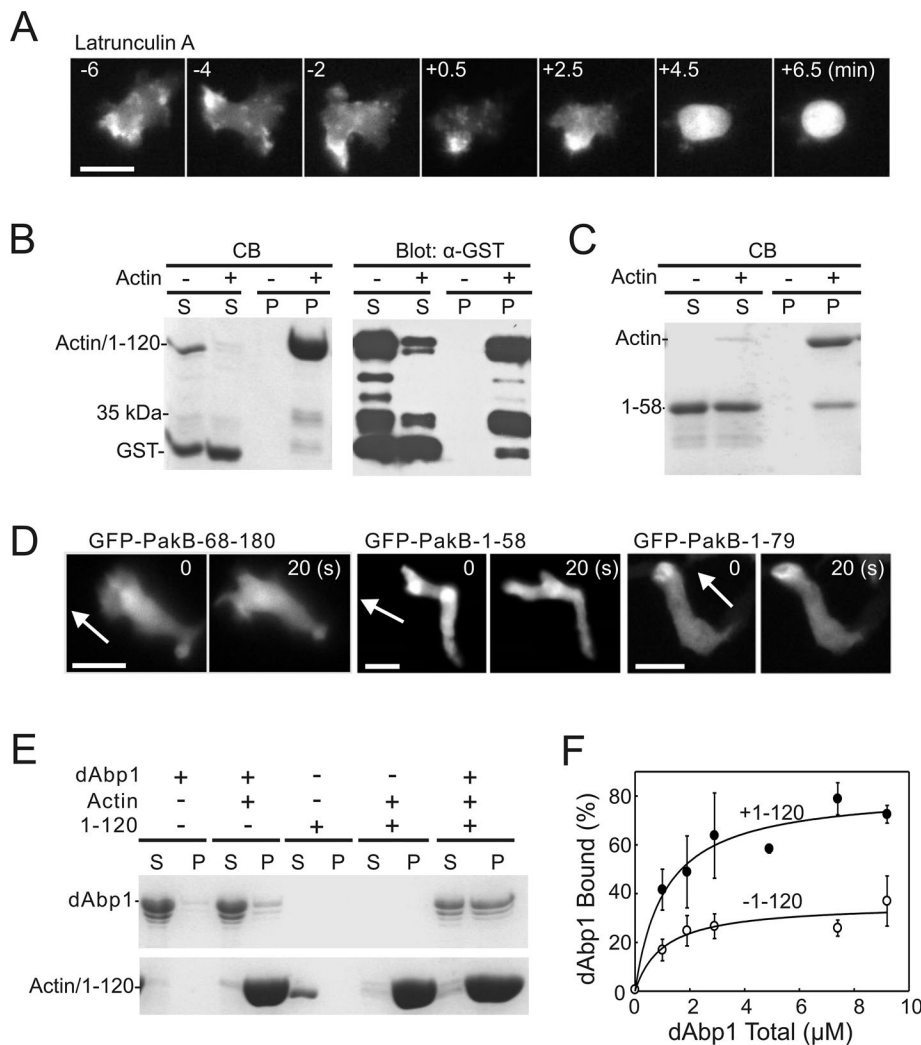 A
Latrunculin A
-6 -4 -2 +0.5 +2.5 +4.5 +6.5 (min)
B
CB Blot: α-GST
Actin - + - + - + - +
S S P P S S P P
Actin/1-120
35 kDa
GST
C
CB
Actin - + - +
S S P P
Actin
1-58
D
GFP-PakB-68-180 GFP-PakB-1-58 GFP-PakB-1-79
0 20 (s) 0 20 (s) 0 20 (s)
E
dAbp1 + + - - +
Actin - + - + +
1-120 - - + + +
S P S P S P S P S P
dAbp1
Actin/1-120
F
dAbp1 Bound (%)
80
60
40
20
0
+1-120
-1-120
0 2 4 6 8 10
dAbp1 Total (µM)